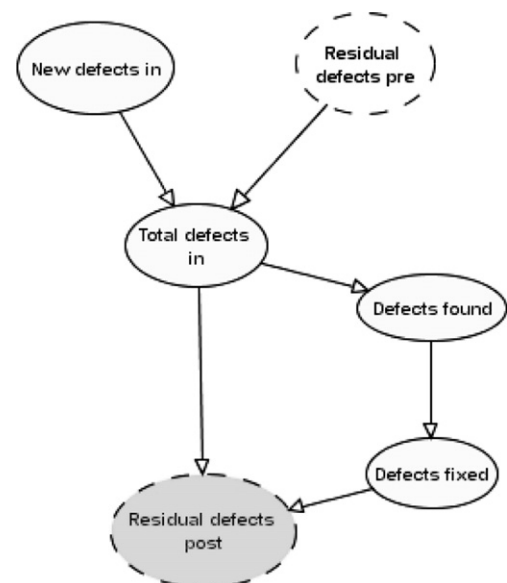 New defects in
Residual
defects pre
Total defects
in
Defects found
Defects fixed
Residual defects
post